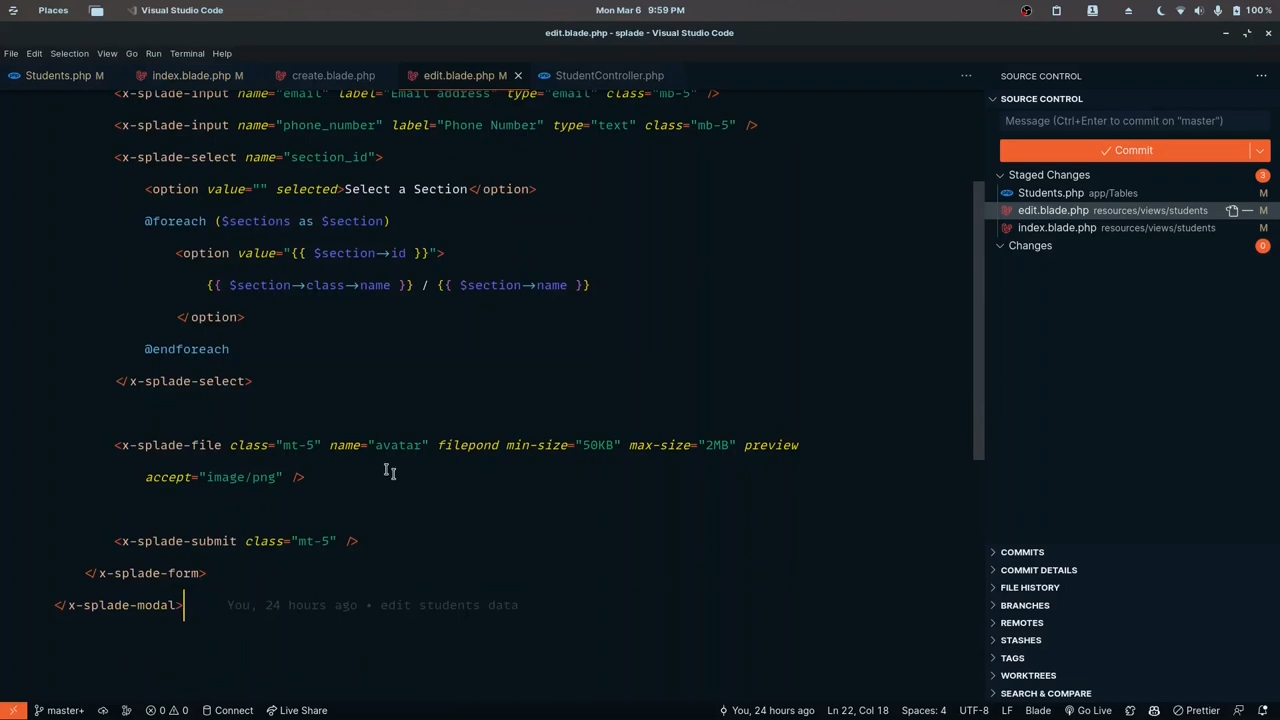 Places
Visual Studio Code
Mon Mar 6  9:59 PM
100 %
edit.blade.php - splade - Visual Studio Code
File Edit Selection View Go Run Terminal Help
Students.php M
index.blade.php M
create.blade.php
edit.blade.php M
StudentController.php
<x-splade-input name="email" label="Email address" type="email" class="mb-5" />
<x-splade-input name="phone_number" label="Phone Number" type="text" class="mb-5" />
<x-splade-select name="section_id">
<option value="" selected>Select a Section</option>
@foreach ($sections as $section)
<option value="{{ $section->id }}">
{{ $section->class->name }} / {{ $section->name }}
</option>
@endforeach
</x-splade-select>
<x-splade-file class="mt-5" name="avatar" filepond min-size="50KB" max-size="2MB" preview
accept="image/png" />
<x-splade-submit class="mt-5" />
</x-splade-form>
</x-splade-modal>
You, 24 hours ago • edit students data
SOURCE CONTROL
SOURCE CONTROL
Message (Ctrl+Enter to commit on "master")
Commit
Staged Changes 3
Students.php app/Tables M
edit.blade.php resources/views/students M
index.blade.php resources/views/students M
Changes 0
COMMITS
COMMIT DETAILS
FILE HISTORY
BRANCHES
REMOTES
STASHES
TAGS
WORKTREES
SEARCH & COMPARE
master+
0 0
Connect
Live Share
You, 24 hours ago
Ln 22, Col 18
Spaces: 4
UTF-8
LF
Blade
Go Live
Prettier